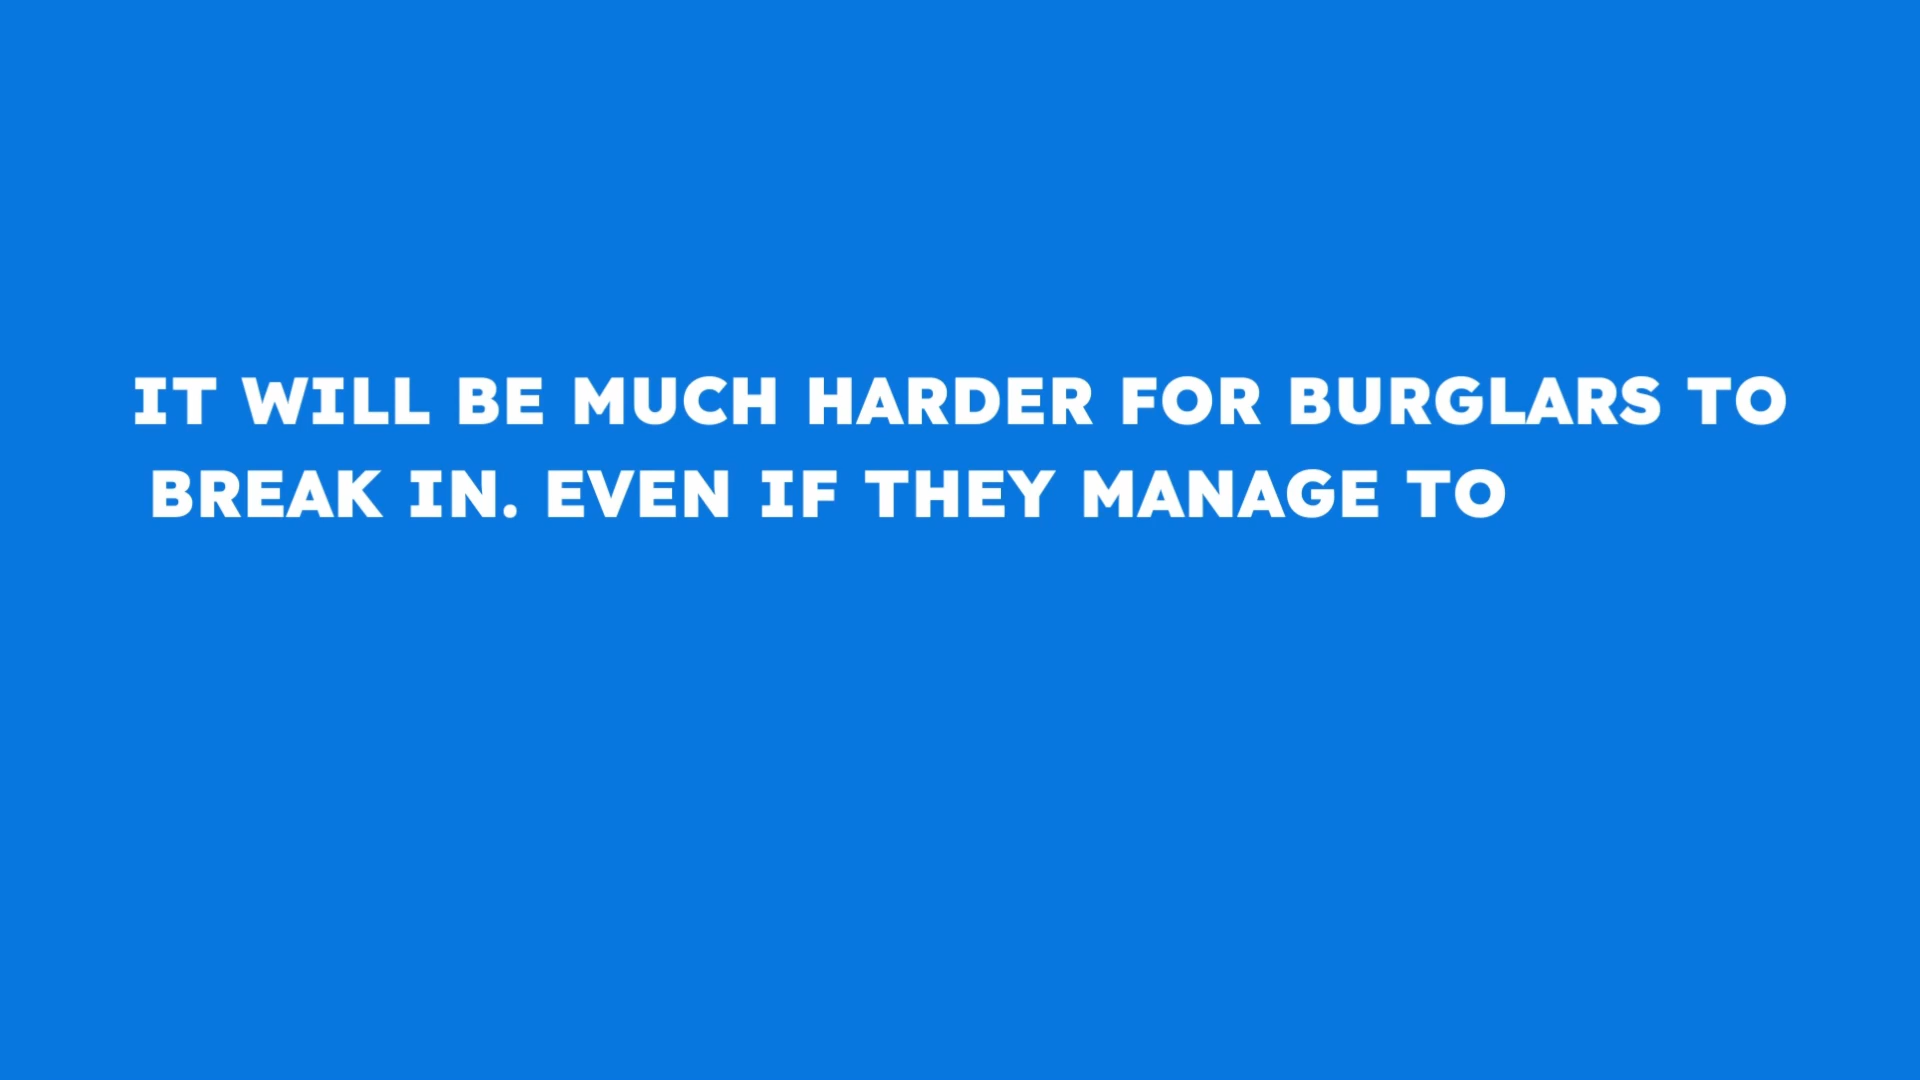 IT WILL BE MUCH HARDER FOR BURGLARS TO
BREAK IN. EVEN IF THEY MANAGE TO